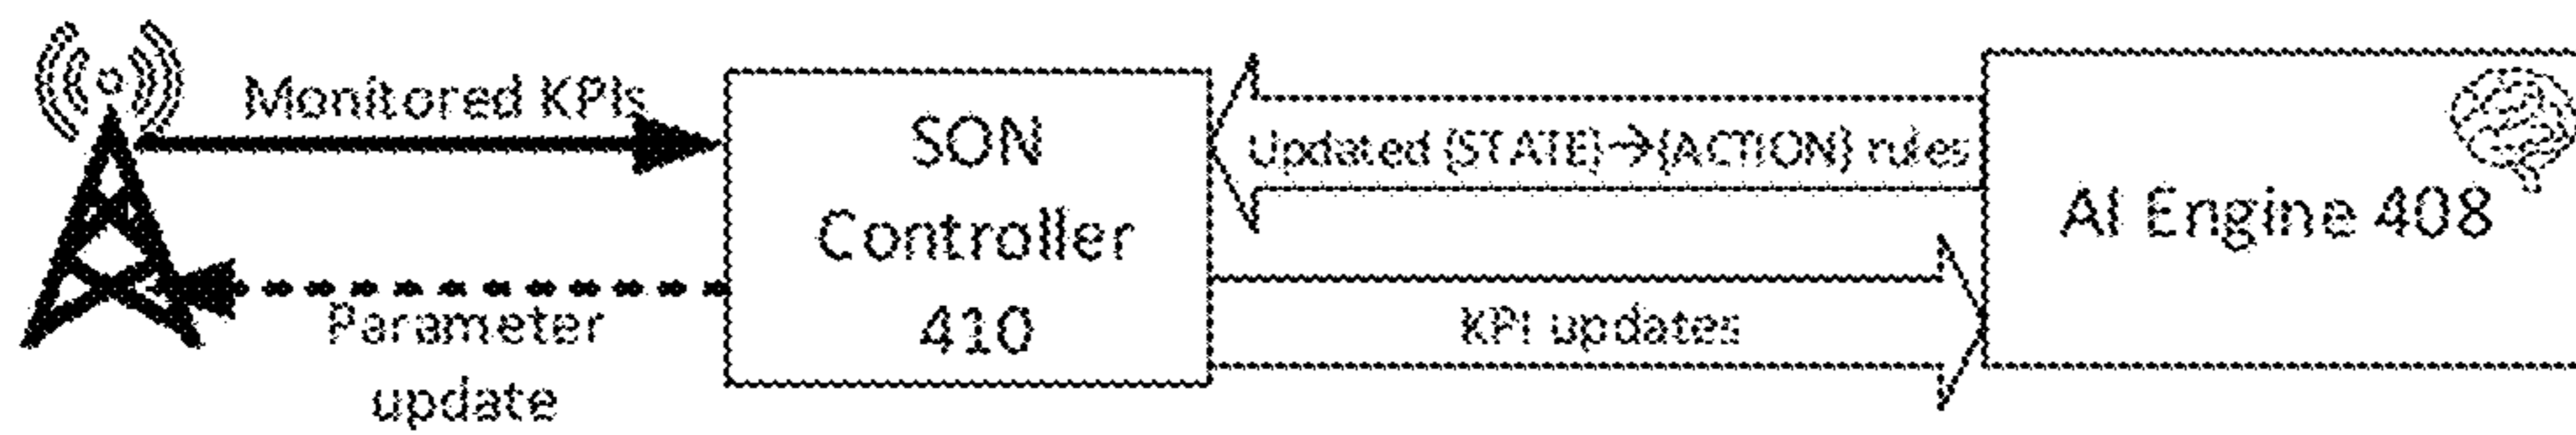 Monitored KPIs
Parameter
update
SON
Controller
410
Updated {STATE}→{ACTION} rules
KPI updates
AI Engine 408